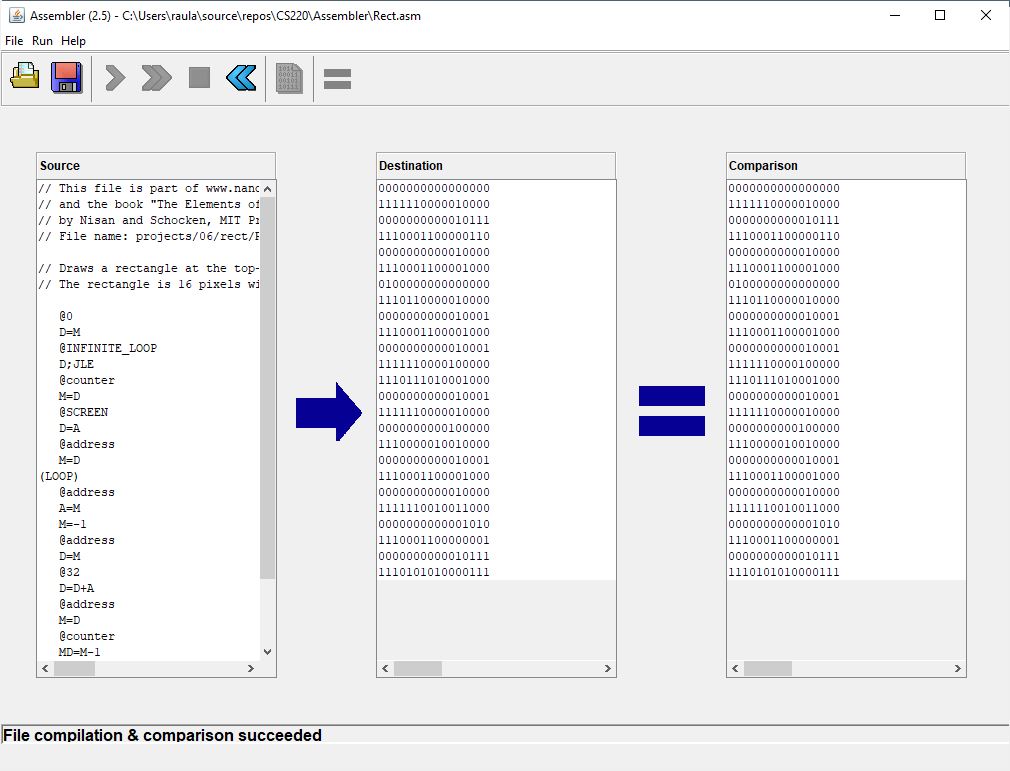 Assembler (2.5) - C:\Users\raula\source\repos\CS220\Assembler\Rect.asm
File Run Help
Source
// This file is part of www.nand
// and the book "The Elements of
// by Nisan and Schocken, MIT Pr
// File name: projects/06/rect/R
// Draws a rectangle at the top-
// The rectangle is 16 pixels wi
@0
D=M
@INFINITE_LOOP
D;JLE
@counter
M=D
@SCREEN
D=A
@address
M=D
(LOOP)
@address
A=M
M=-1
@address
D=M
@32
D=D+A
@address
M=D
@counter
MD=M-1
Destination
0000000000000000
1111110000010000
0000000000010111
1110001100000110
0000000000010000
1110001100001000
0100000000000000
1110110000010000
0000000000010001
1110001100001000
0000000000010001
1111110000100000
1110111010001000
0000000000010001
1111110000010000
0000000000100000
1110000010010000
0000000000010001
1110001100001000
0000000000010000
1111110010011000
0000000000001010
1110001100000001
0000000000010111
1110101010000111
Comparison
0000000000000000
1111110000010000
0000000000010111
1110001100000110
0000000000010000
1110001100001000
0100000000000000
1110110000010000
0000000000010001
1110001100001000
0000000000010001
1111110000100000
1110111010001000
0000000000010001
1111110000010000
0000000000100000
1110000010010000
0000000000010001
1110001100001000
0000000000010000
1111110010011000
0000000000001010
1110001100000001
0000000000010111
1110101010000111
File compilation & comparison succeeded